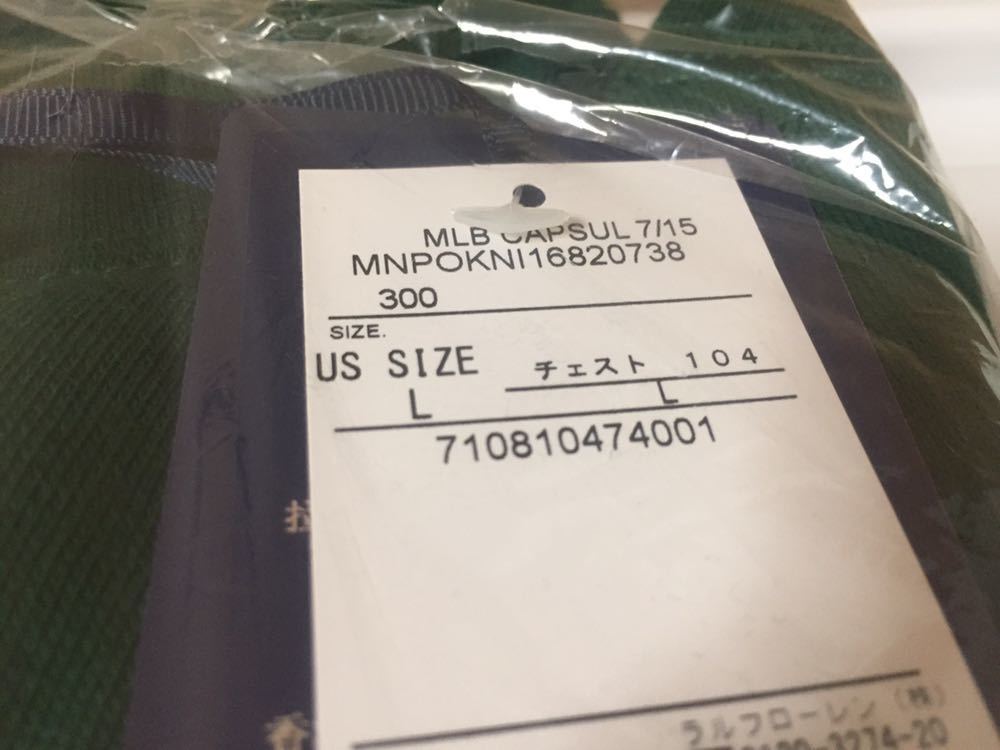 MLB CAPSUL 7/15
MNPOKNI16820738
300
SIZE.
US SIZE
チェスト 104
L
L
710810474001
ラルフローレン(株)